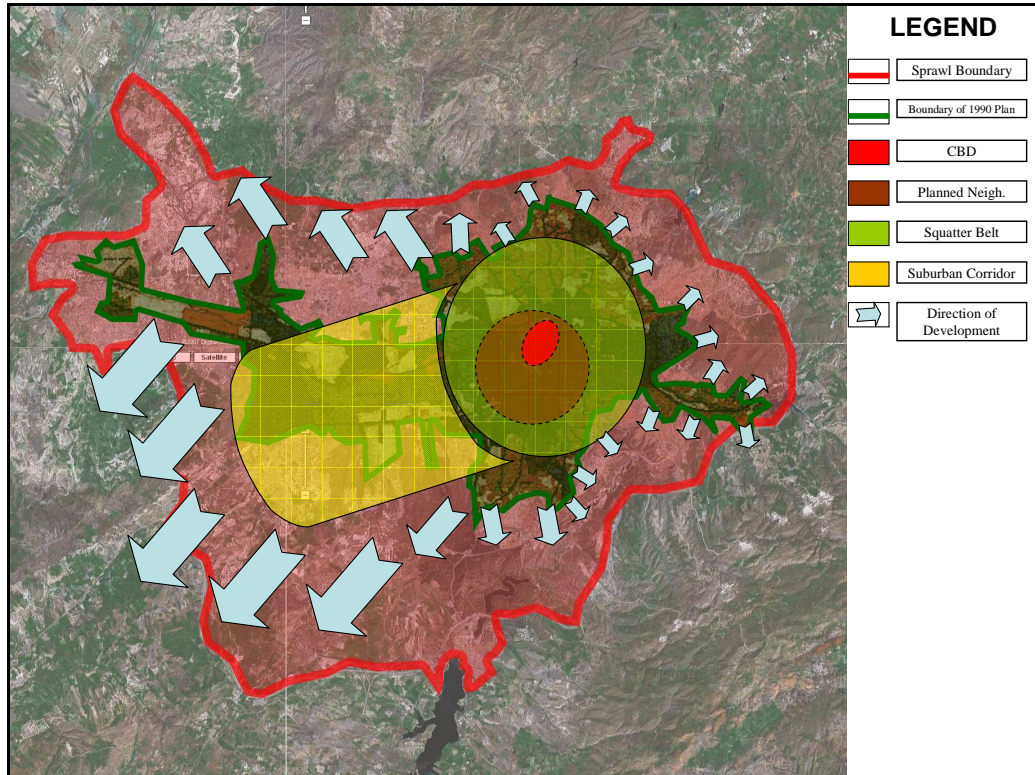 LEGEND
Sprawl Boundary
Boundary of 1990 Plan
CBD
Planned Neigh.
Squatter Belt
Suburban Corridor
Direction of
Development
Satellite